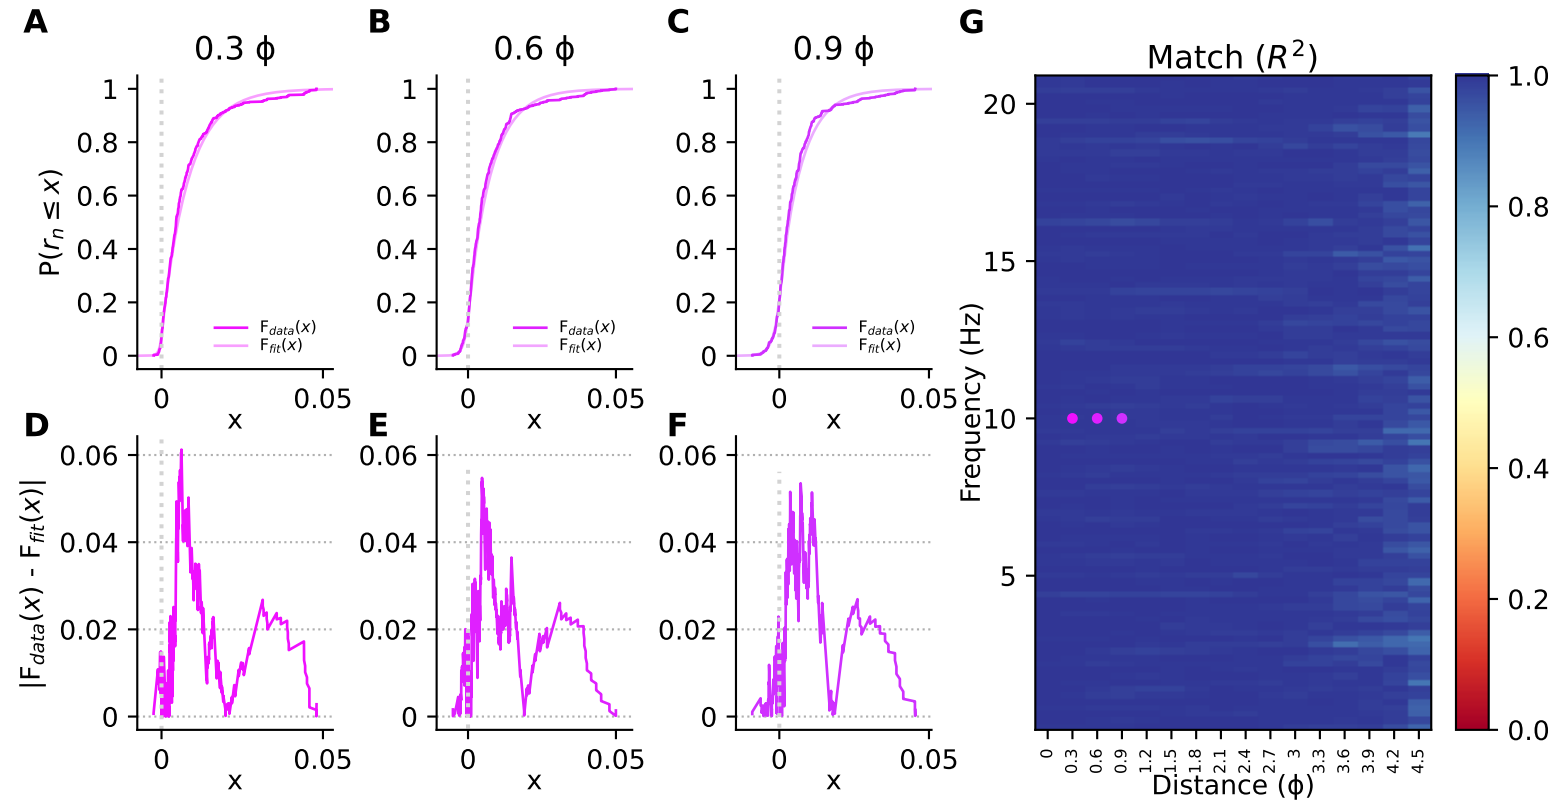 A
0.3 ϕ
P(rₙ ≤ x)
1
0.8
0.6
0.4
0.2
0
F_data(x)
F_fit(x)
0
0.05
x
B
0.6 ϕ
1
0.8
0.6
0.4
0.2
0
F_data(x)
F_fit(x)
0
0.05
x
C
0.9 ϕ
1
0.8
0.6
0.4
0.2
0
F_data(x)
F_fit(x)
0
0.05
x
D
|F_data(x) - F_fit(x)|
0.06
0.04
0.02
0
0
0.05
x
E
0.06
0.04
0.02
0
0
0.05
x
F
0.06
0.04
0.02
0
0
0.05
x
G
Match (R²)
Frequency (Hz)
20
15
10
5
0 0.3 0.6 0.9 1.2 1.5 1.8 2.1 2.4 2.7 3 3.3 3.6 3.9 4.2 4.5
Distance (ϕ)
1.0
0.8
0.6
0.4
0.2
0.0